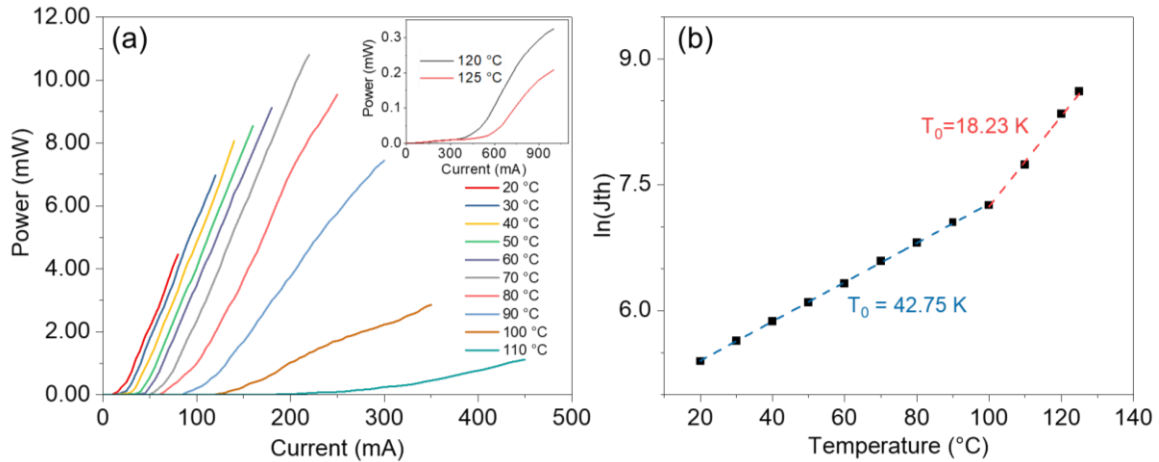 (a)
12.00
10.00
8.00
6.00
4.00
2.00
0.00
Power (mW)
0
100
200
300
400
500
Current (mA)
0.3
0.2
0.1
0.0
Power (mW)
120 °C
125 °C
0
300
600
900
Current (mA)
20 °C
30 °C
40 °C
50 °C
60 °C
70 °C
80 °C
90 °C
100 °C
110 °C
(b)
9.0
7.5
6.0
ln(Jth)
T0=18.23 K
T0 = 42.75 K
20
40
60
80
100
120
140
Temperature (°C)